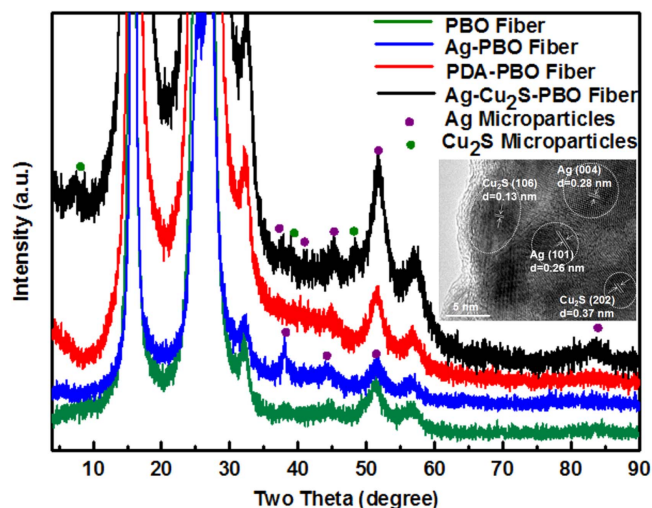 PBO Fiber
Ag-PBO Fiber
PDA-PBO Fiber
Ag-Cu2S-PBO Fiber
Ag Microparticles
Cu2S Microparticles
Ag (004)
d=0.28 nm
Cu2S (106)
d=0.13 nm
Ag (101)
d=0.26 nm
Cu2S (202)
d=0.37 nm
5 nm
Intensity (a.u.)
10 20 30 40 50 60 70 80 90
Two Theta (degree)